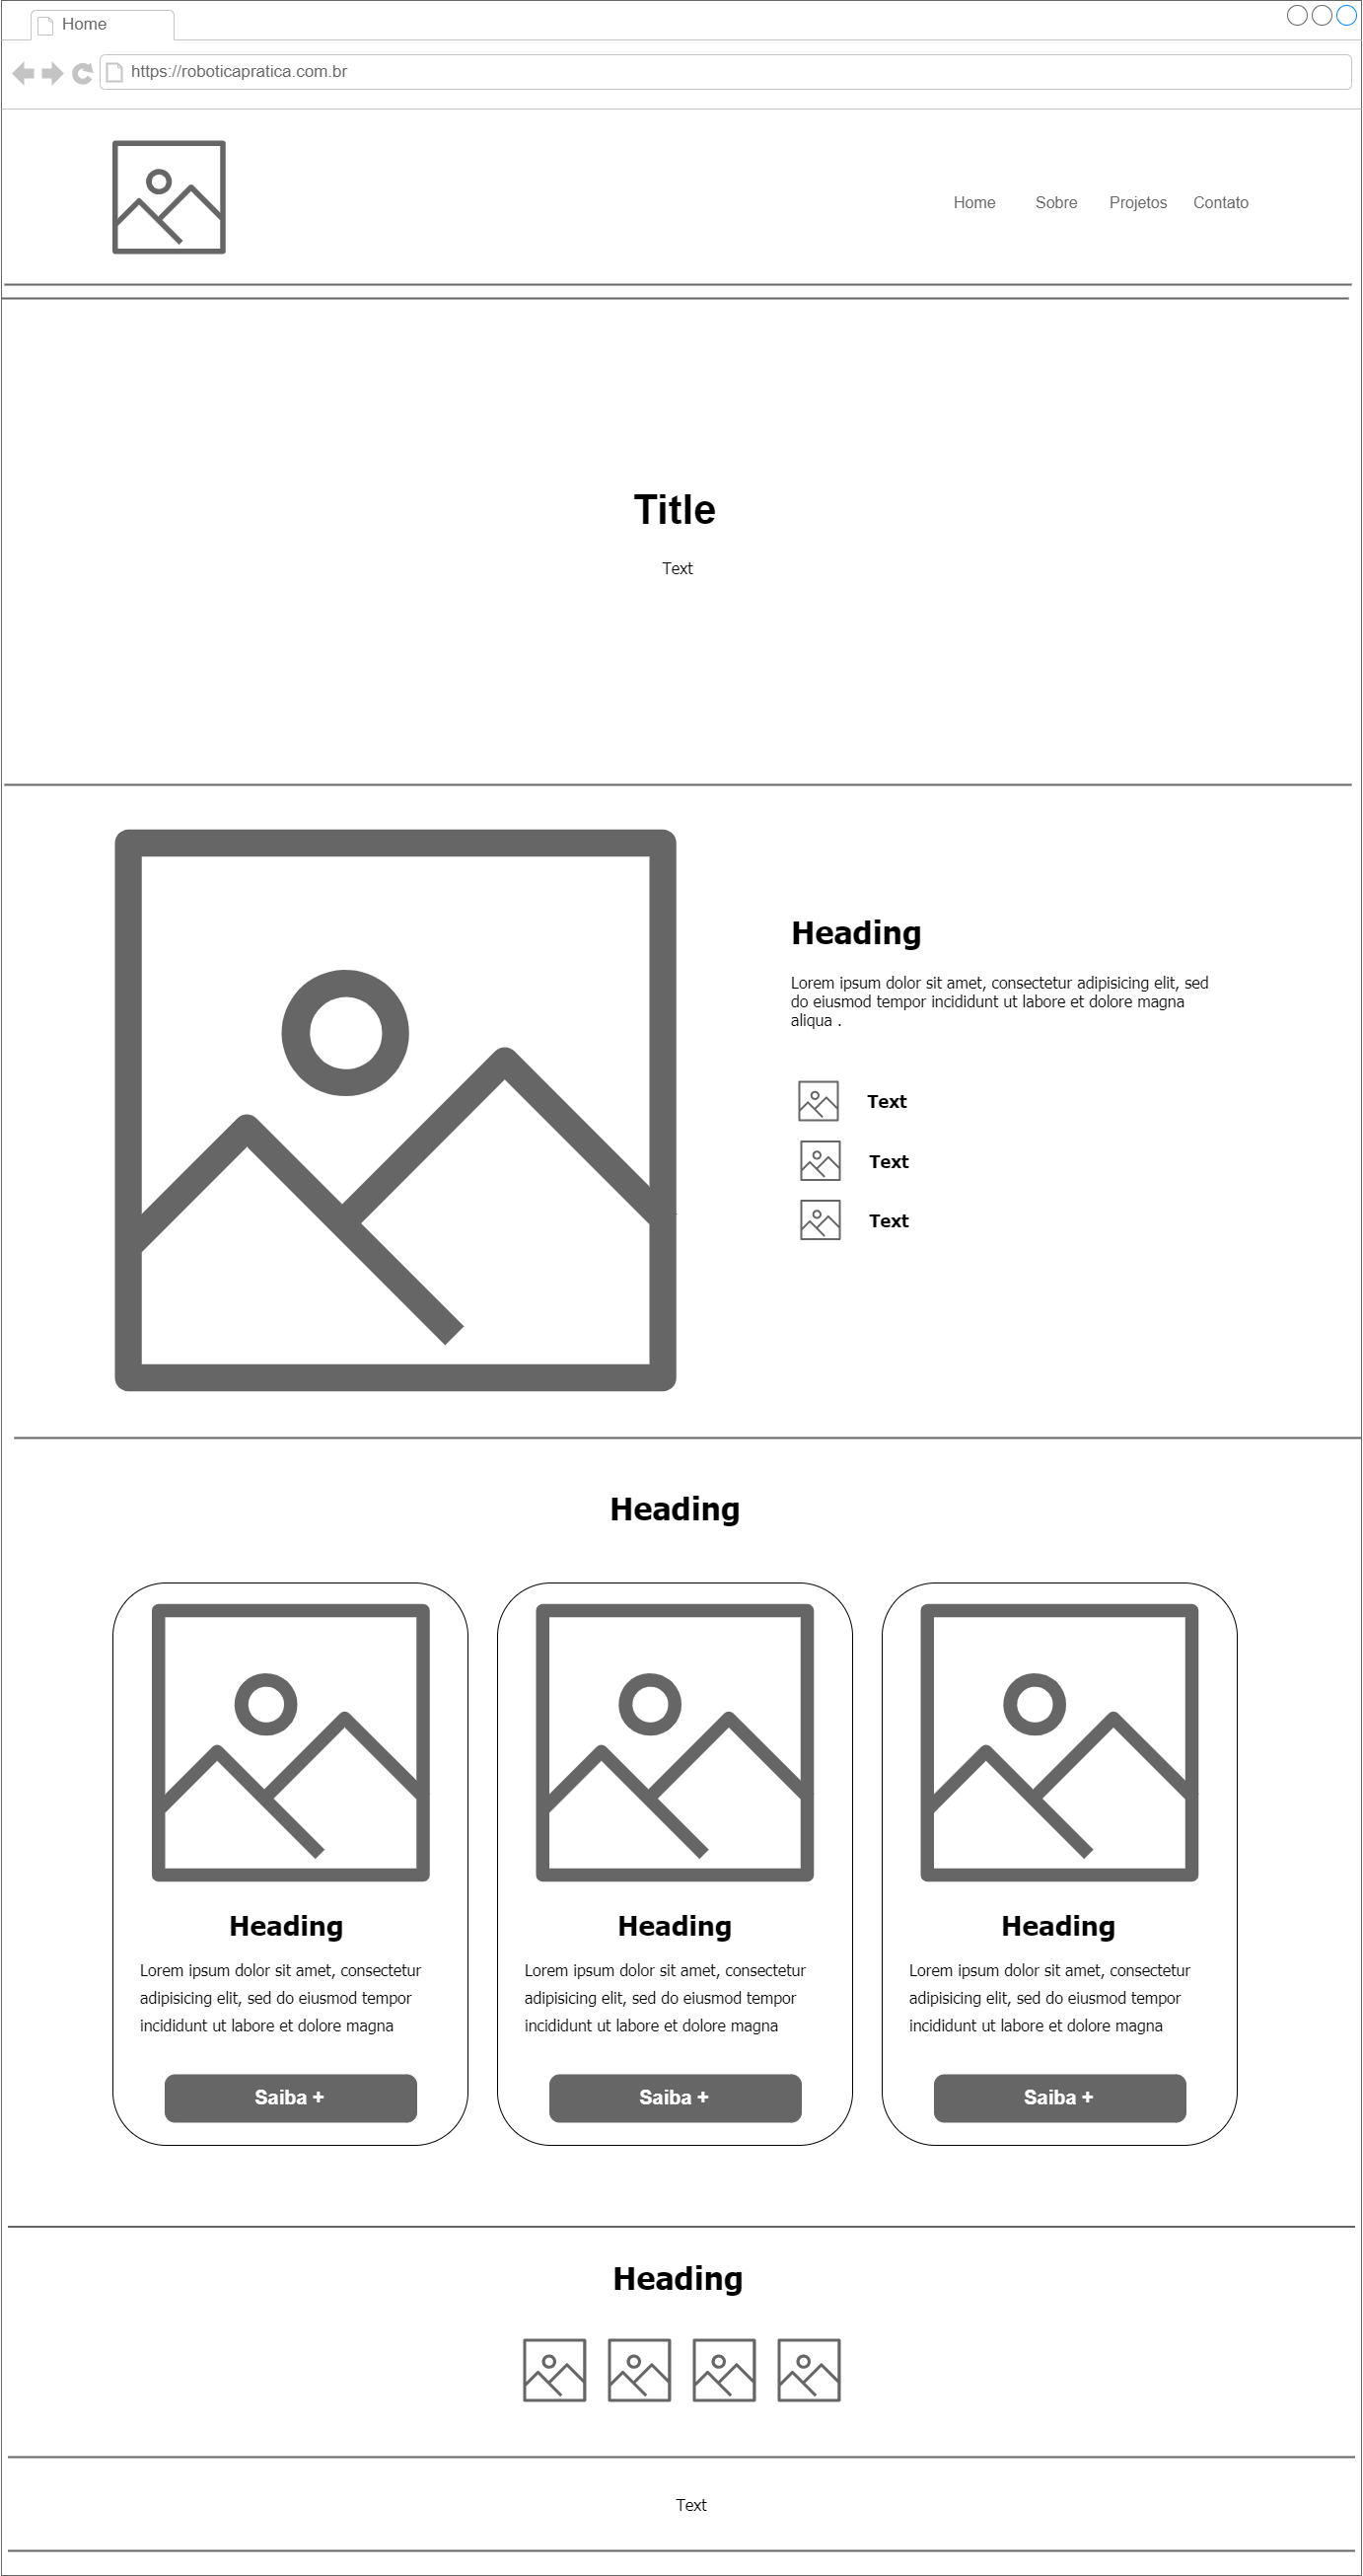 Home
https://roboticapratica.com.br
Home Sobre Projetos Contato
Title
Text
Heading
Lorem ipsum dolor sit amet, consectetur adipisicing elit, sed
do eiusmod tempor incididunt ut labore et dolore magna
aliqua .
Text
Text
Text
Heading
Heading
Lorem ipsum dolor sit amet, consectetur
adipisicing elit, sed do eiusmod tempor
incididunt ut labore et dolore magna
Saiba +
Heading
Lorem ipsum dolor sit amet, consectetur
adipisicing elit, sed do eiusmod tempor
incididunt ut labore et dolore magna
Saiba +
Heading
Lorem ipsum dolor sit amet, consectetur
adipisicing elit, sed do eiusmod tempor
incididunt ut labore et dolore magna
Saiba +
Heading
Text